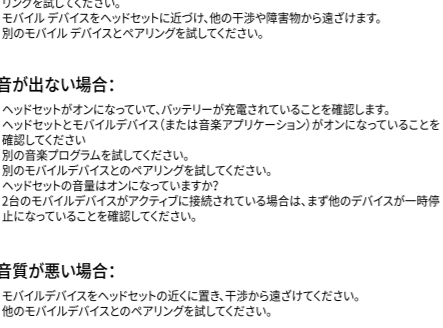 リングを試してください。
モバイル デバイスをヘッドセットに近づけ、他の干渉や障害物から遠ざけます。
別のモバイル デバイスとペアリングを試してください。
音が出ない場合:
ヘッドセットがオンになっていて、バッテリーが充電されていることを確認します。
ヘッドセットとモバイルデバイス（または音楽アプリケーション）がオンになっていることを
確認してください
別の音楽プログラムを試してください。
別のモバイルデバイスとのペアリングを試してください。
ヘッドセットの音量はオンになっていますか?
2台のモバイルデバイスがアクティブに接続されている場合は、まず他のデバイスが一時停
止になっていることを確認してください。
音質が悪い場合:
モバイルデバイスをヘッドセットの近くに置き、干渉から遠ざけてください。
他のモバイルデバイスとのペアリングを試してください。